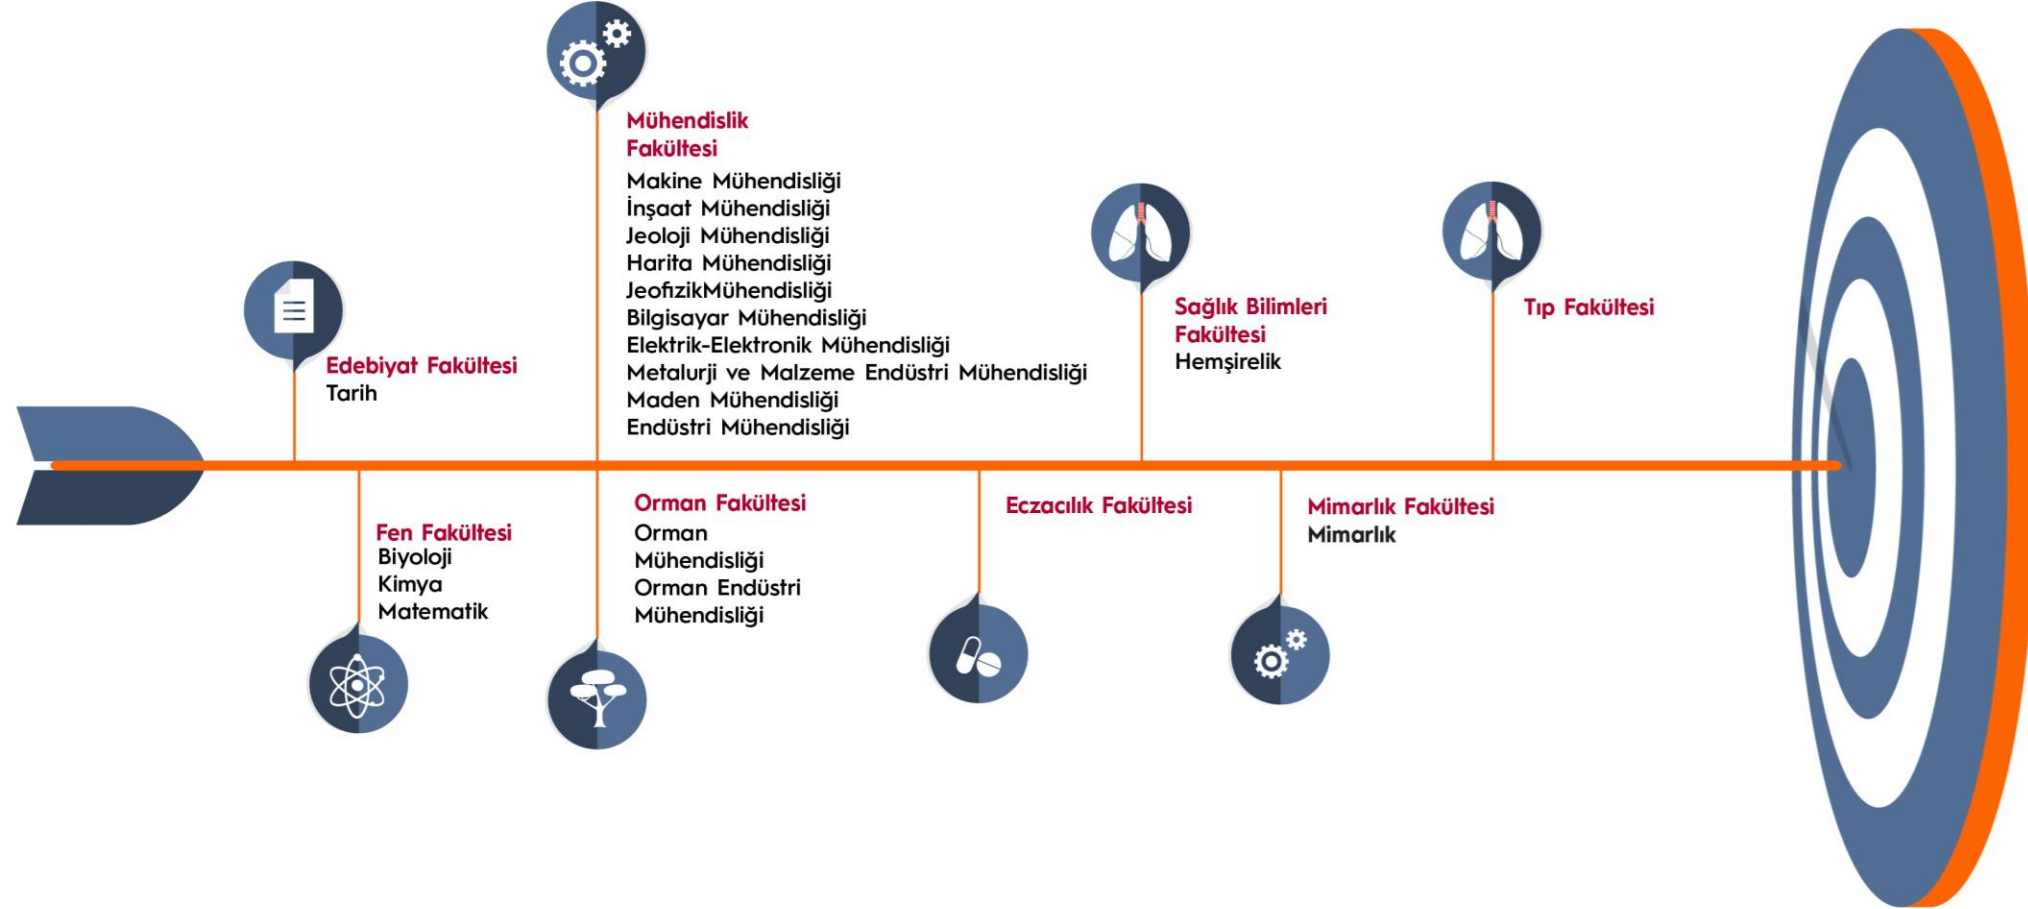 Mühendislik
Fakültesi
Makine Mühendisliği
İnşaat Mühendisliği
Jeoloji Mühendisliği
Harita Mühendisliği
JeofizikMühendisliği
Bilgisayar Mühendisliği
Elektrik-Elektronik Mühendisliği
Metalurji ve Malzeme Endüstri Mühendisliği
Maden Mühendisliği
Endüstri Mühendisliği
Edebiyat Fakültesi
Tarih
Sağlık Bilimleri
Fakültesi
Hemşirelik
Tıp Fakültesi
Fen Fakültesi
Biyoloji
Kimya
Matematik
Orman Fakültesi
Orman
Mühendisliği
Orman Endüstri
Mühendisliği
Eczacılık Fakültesi
Mimarlık Fakültesi
Mimarlık